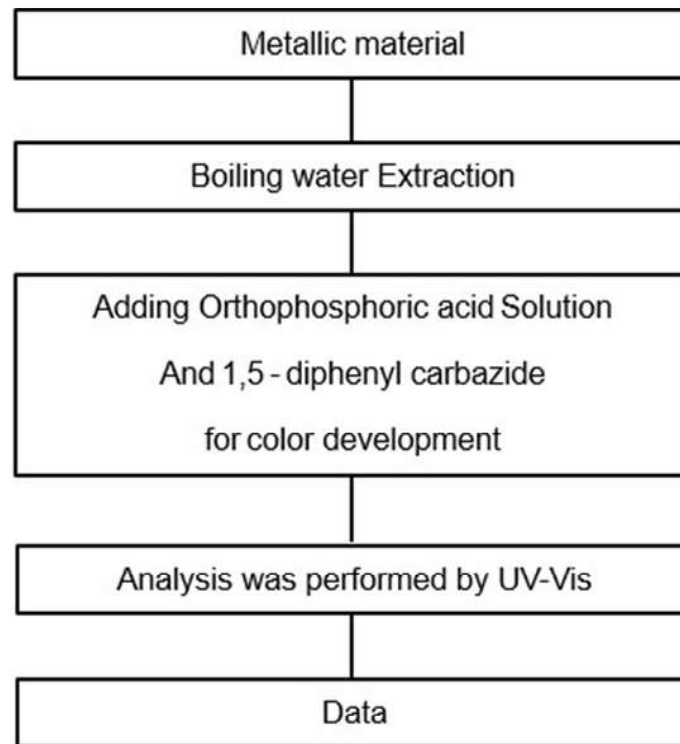 Metallic material
Boiling water Extraction
Adding Orthophosphoric acid Solution
And 1,5 - diphenyl carbazide
for color development
Analysis was performed by UV-Vis
Data